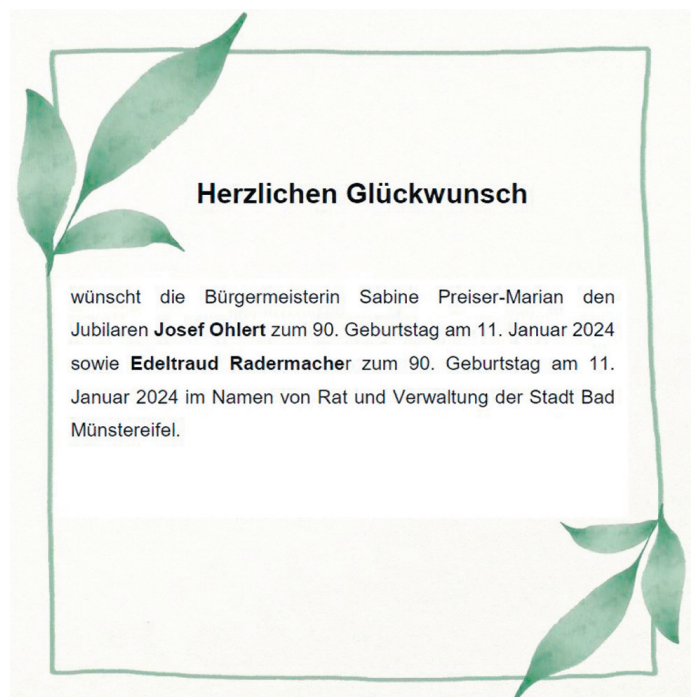 Herzlichen Glückwunsch
wünscht die Bürgermeisterin Sabine Preiser-Marian den
Jubilaren Josef Ohlert zum 90. Geburtstag am 11. Januar 2024
sowie Edeltraud Radermacher zum 90. Geburtstag am 11.
Januar 2024 im Namen von Rat und Verwaltung der Stadt Bad
Münstereifel.